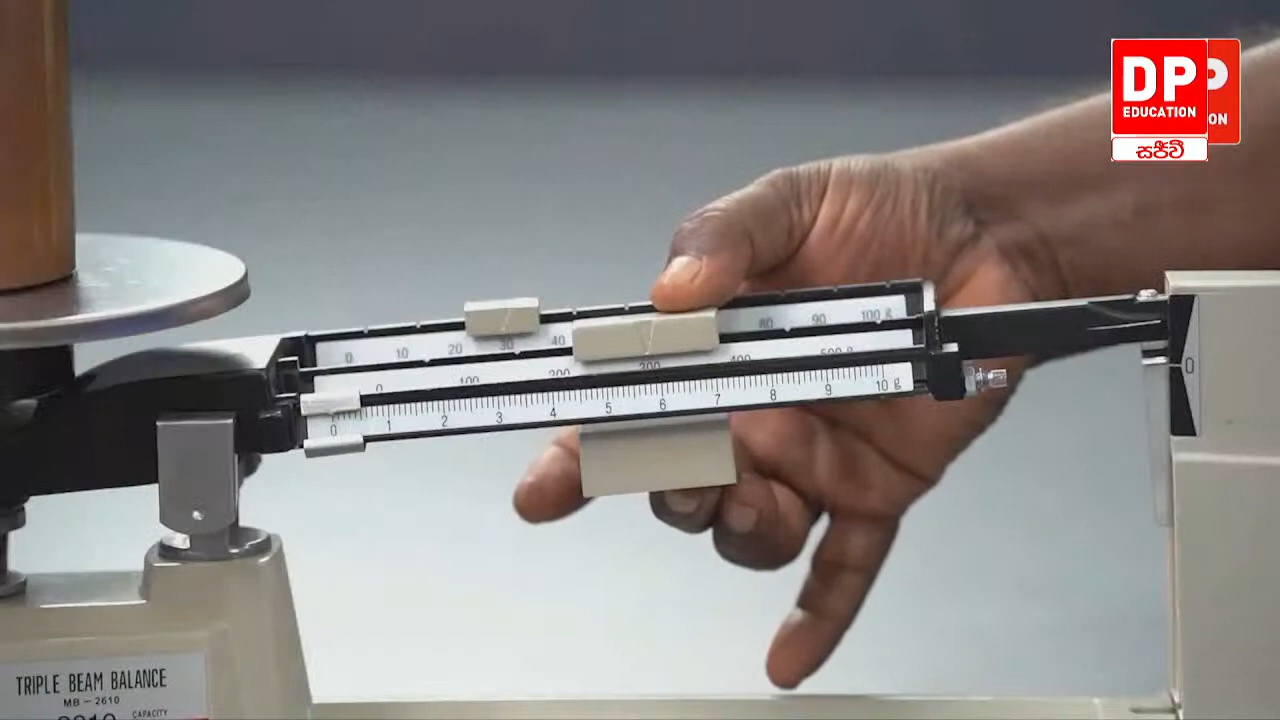 DP
EDUCATION
සජීවී
P
ON
0 10 20 30 40 80 90 100 g
0 100 200 300 400 500 g
0 1 2 3 4 5 6 7 8 9 10 g
0
TRIPLE BEAM BALANCE
MB-2610
CAPACITY